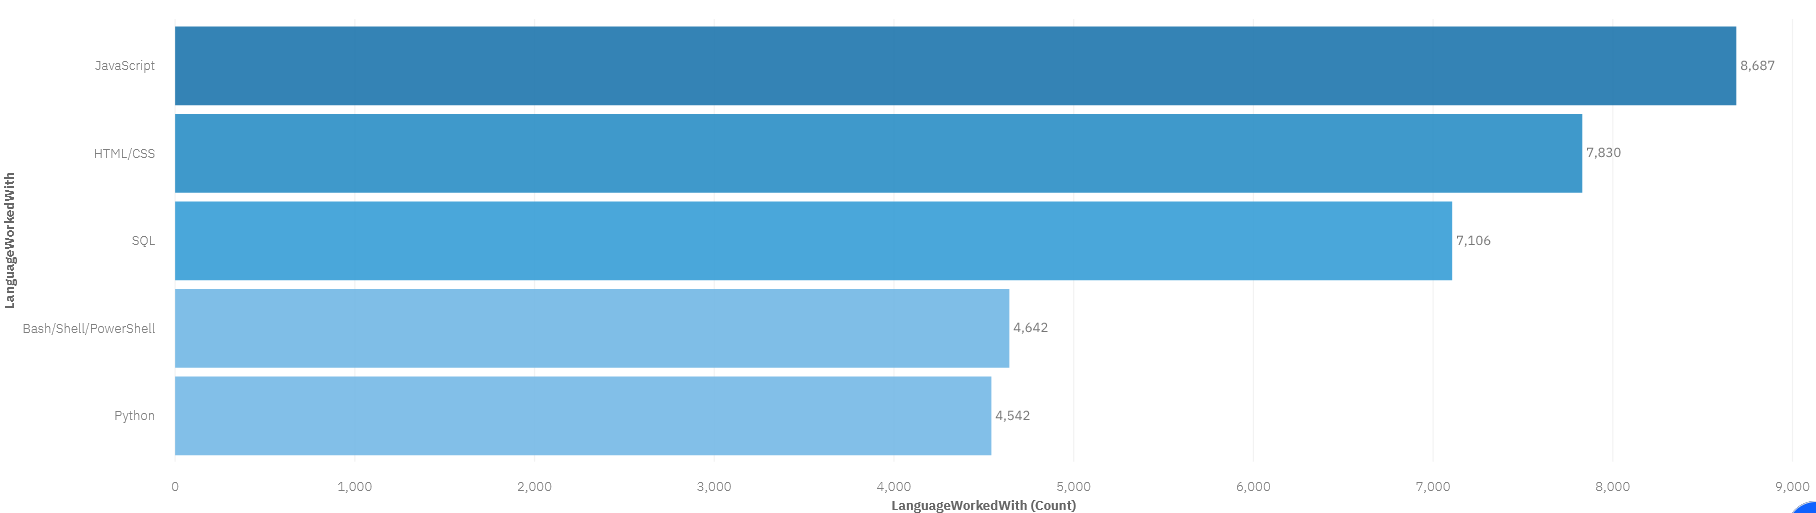 LanguageWorkedWith
JavaScript
8,687
HTML/CSS
7,830
SQL
7,106
Bash/Shell/PowerShell
4,642
Python
4,542
0 1,000 2,000 3,000 4,000 5,000 6,000 7,000 8,000 9,000
LanguageWorkedWith (Count)